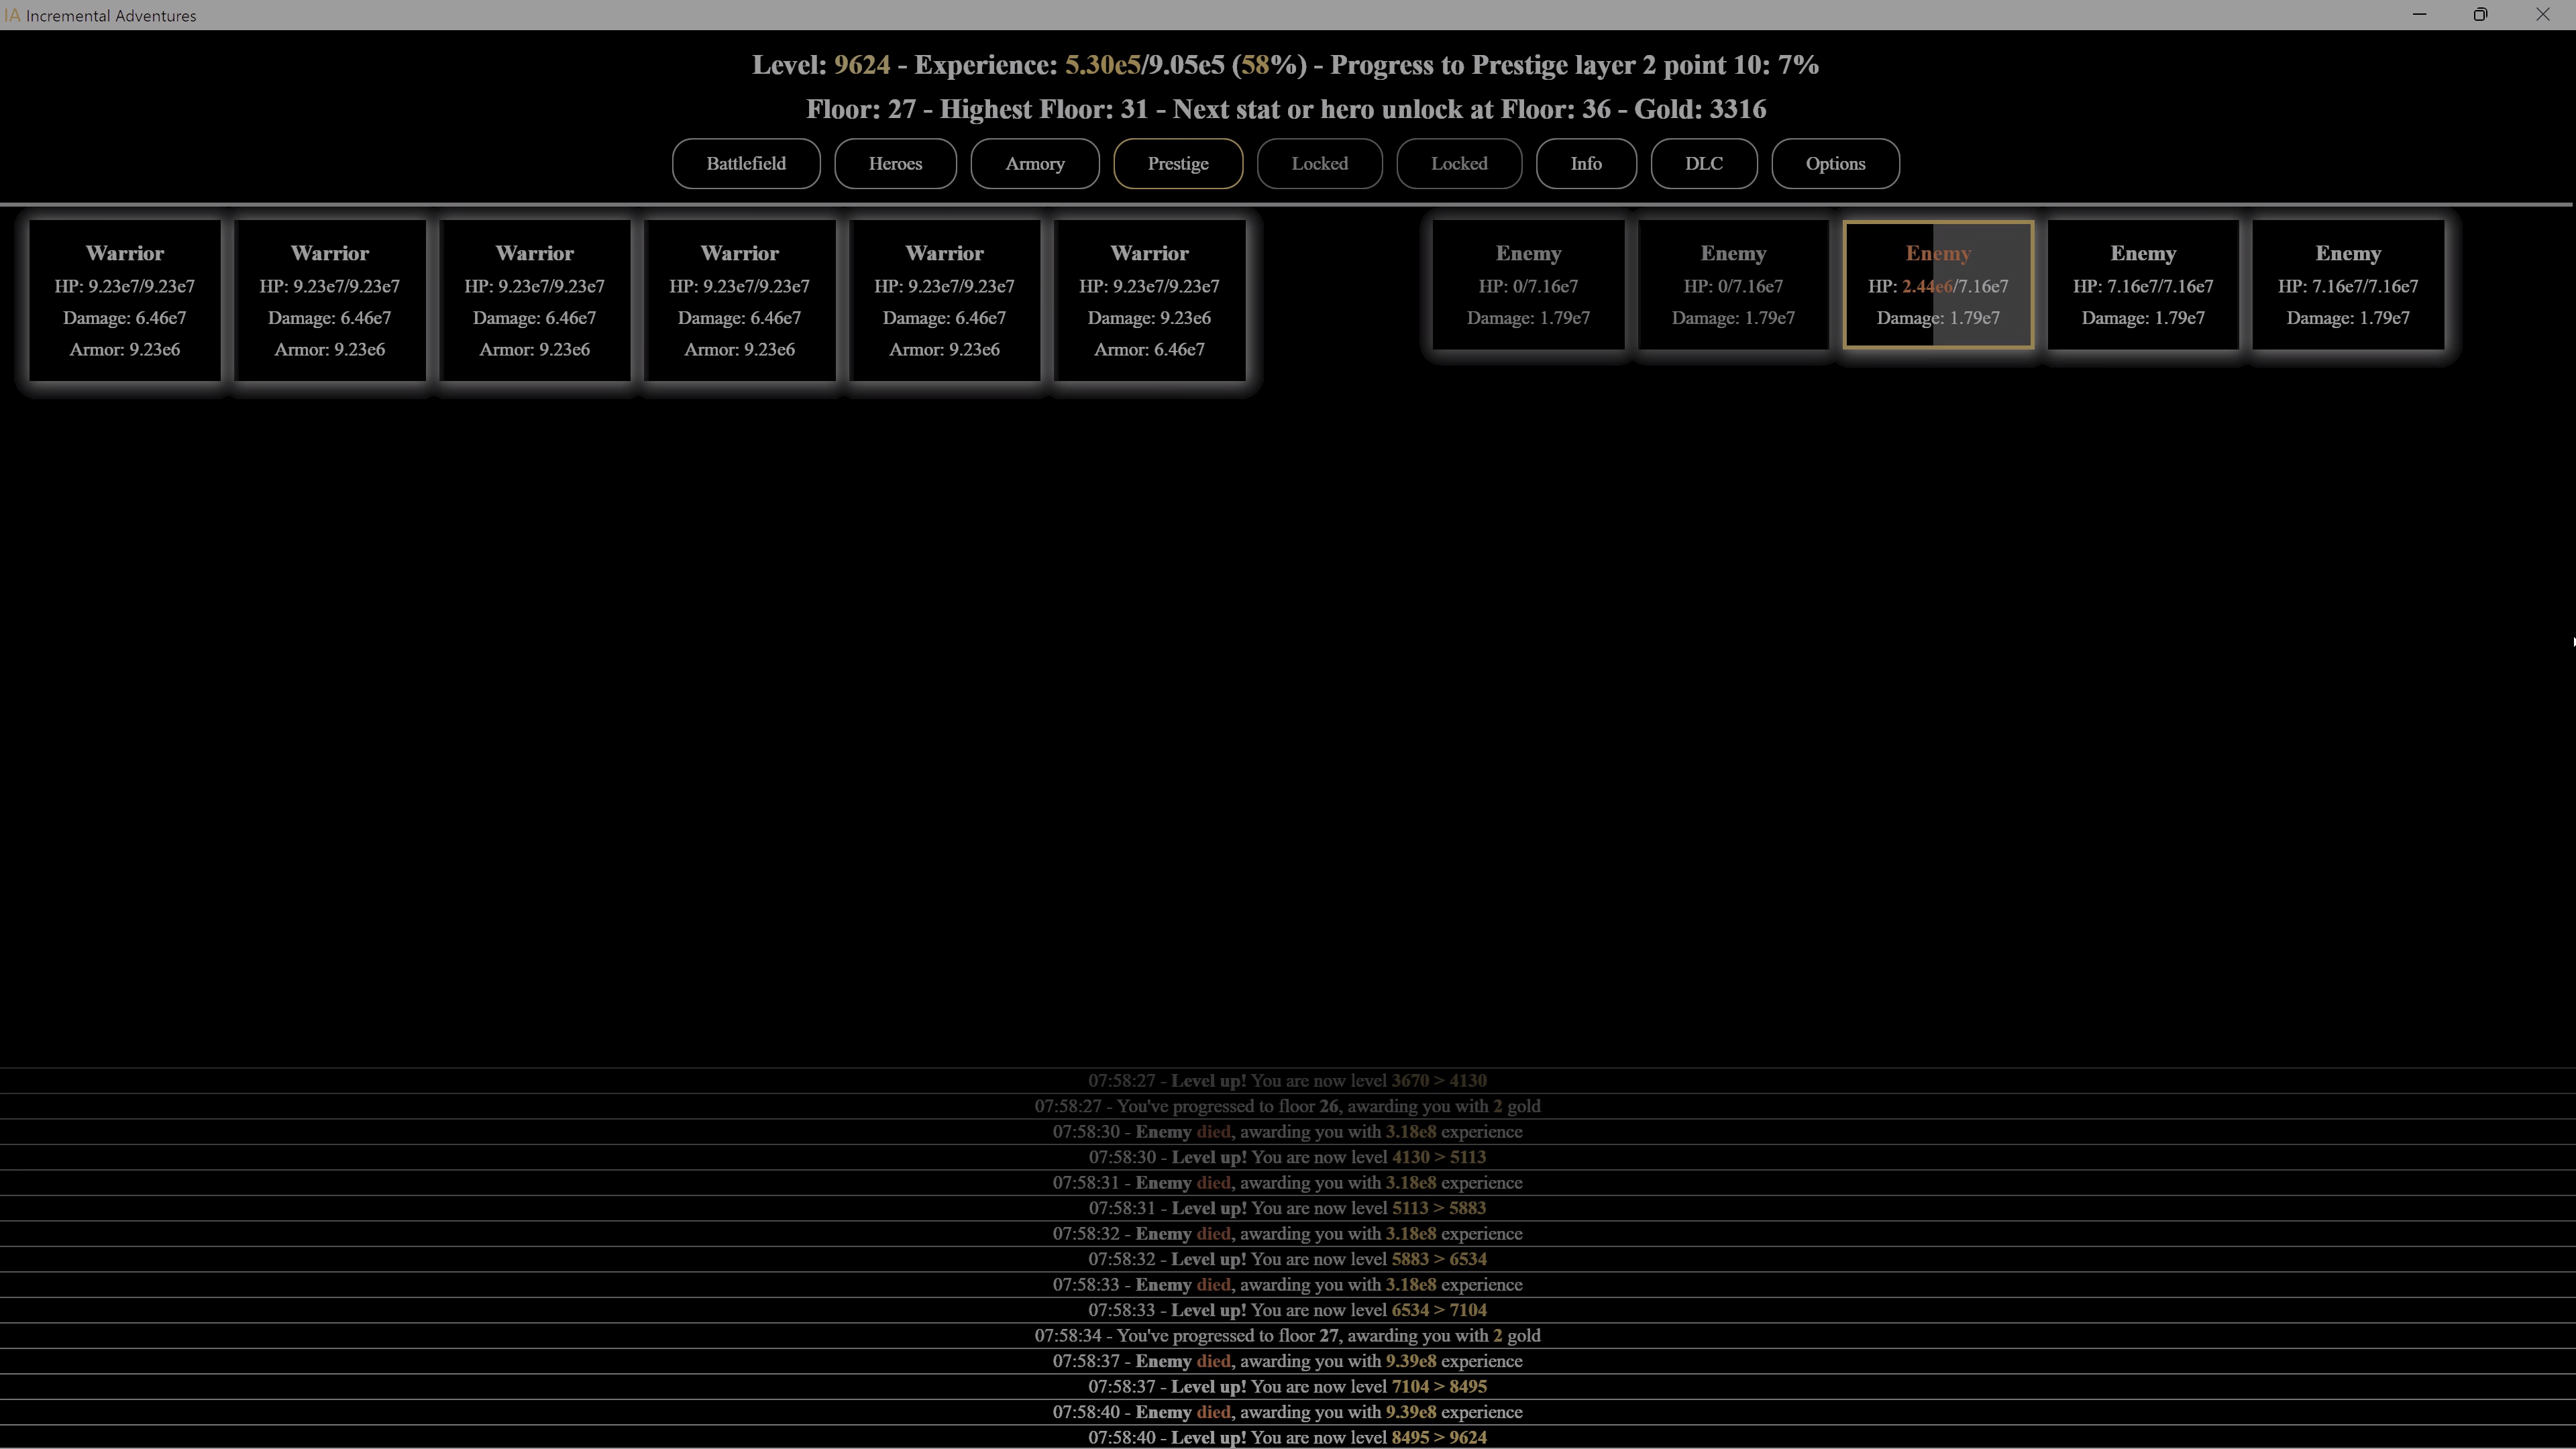 IA Incremental Adventures
Level: 9624 - Experience: 5.30e5/9.05e5 (58%) - Progress to Prestige layer 2 point 10: 7%
Floor: 27 - Highest Floor: 31 - Next stat or hero unlock at Floor: 36 - Gold: 3316
Battlefield Heroes Armory Prestige Locked Locked Info DLC Options
Warrior Warrior Warrior Warrior Warrior Warrior Enemy Enemy Enemy Enemy Enemy
HP: 9.23e7/9.23e7 HP: 9.23e7/9.23e7 HP: 9.23e7/9.23e7 HP: 9.23e7/9.23e7 HP: 9.23e7/9.23e7 HP: 9.23e7/9.23e7 HP: 0/7.16e7 HP: 0/7.16e7 HP: 2.44e6/7.16e7 HP: 7.16e7/7.16e7 HP: 7.16e7/7.16e7
Damage: 6.46e7 Damage: 6.46e7 Damage: 6.46e7 Damage: 6.46e7 Damage: 6.46e7 Damage: 9.23e6 Damage: 1.79e7 Damage: 1.79e7 Damage: 1.79e7 Damage: 1.79e7 Damage: 1.79e7
Armor: 9.23e6 Armor: 9.23e6 Armor: 9.23e6 Armor: 9.23e6 Armor: 9.23e6 Armor: 6.46e7
07:58:27 - Level up! You are now level 3670 > 4130
07:58:27 - You've progressed to floor 26, awarding you with 2 gold
07:58:30 - Enemy died, awarding you with 3.18e8 experience
07:58:30 - Level up! You are now level 4130 > 5113
07:58:31 - Enemy died, awarding you with 3.18e8 experience
07:58:31 - Level up! You are now level 5113 > 5883
07:58:32 - Enemy died, awarding you with 3.18e8 experience
07:58:32 - Level up! You are now level 5883 > 6534
07:58:33 - Enemy died, awarding you with 3.18e8 experience
07:58:33 - Level up! You are now level 6534 > 7104
07:58:34 - You've progressed to floor 27, awarding you with 2 gold
07:58:37 - Enemy died, awarding you with 9.39e8 experience
07:58:37 - Level up! You are now level 7104 > 8495
07:58:40 - Enemy died, awarding you with 9.39e8 experience
07:58:40 - Level up! You are now level 8495 > 9624